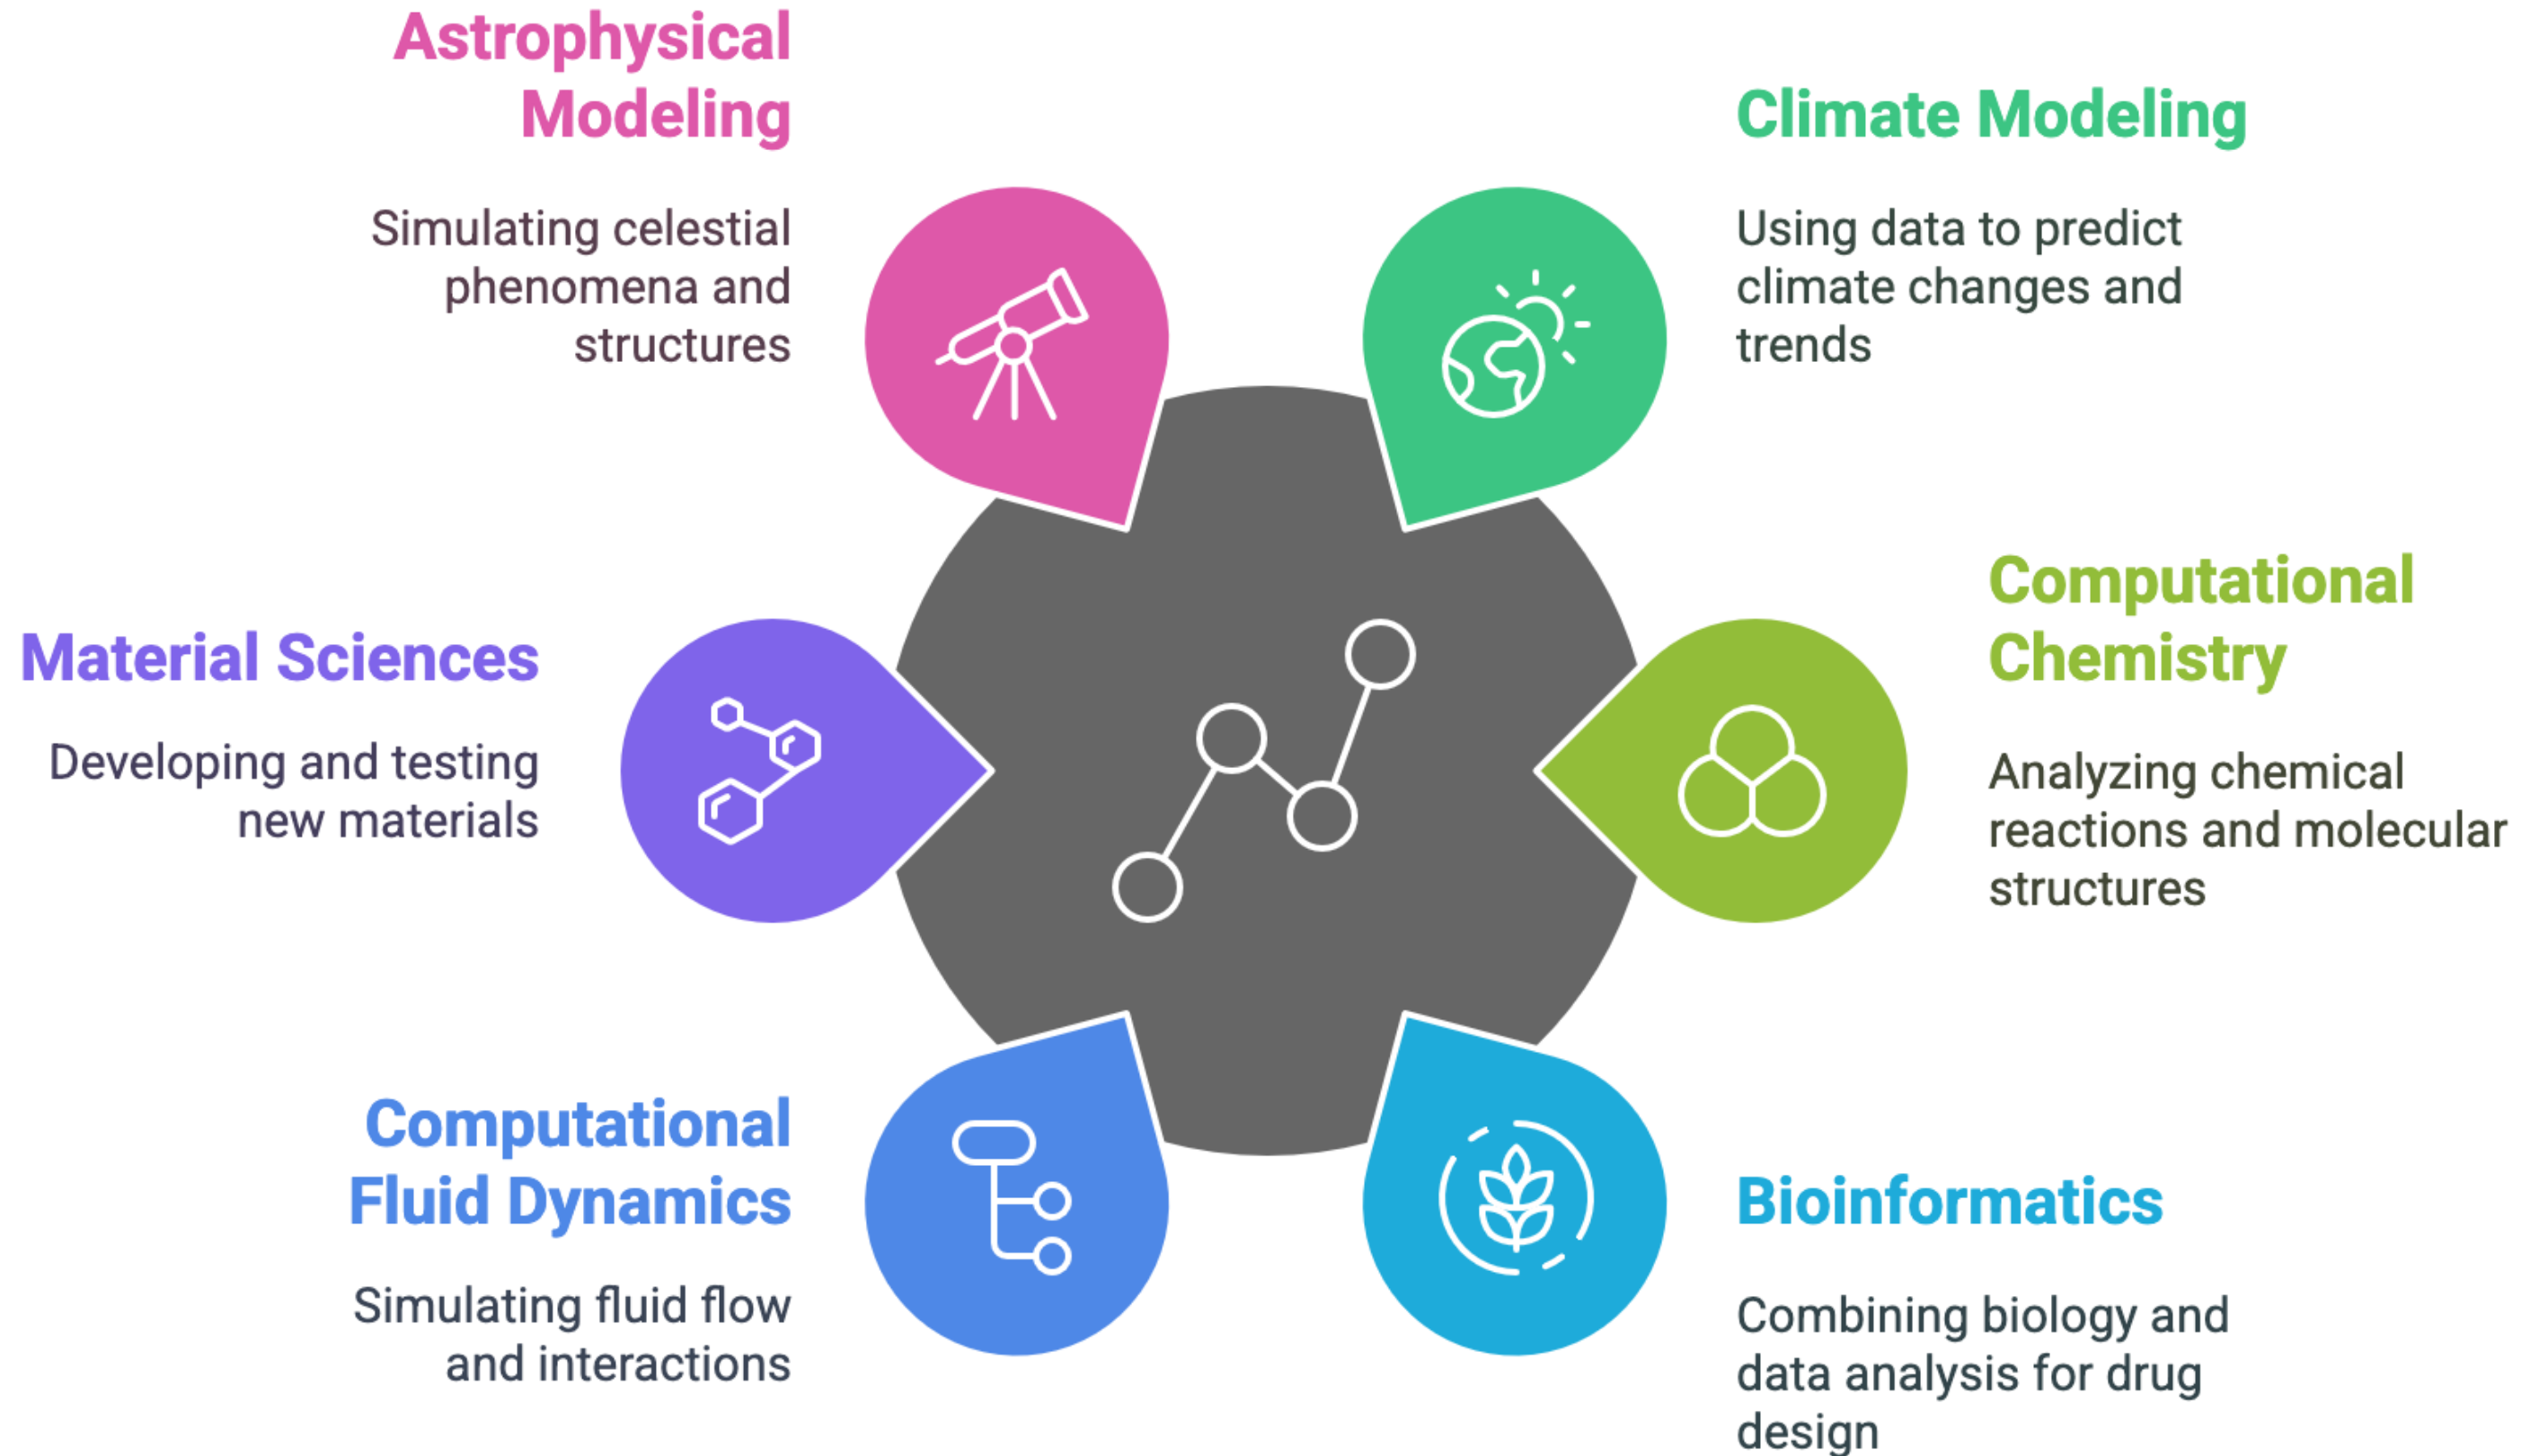 Astrophysical
Modeling
Simulating celestial
phenomena and
structures
Climate Modeling
Using data to predict
climate changes and
trends
Material Sciences
Developing and testing
new materials
Computational
Chemistry
Analyzing chemical
reactions and molecular
structures
Computational
Fluid Dynamics
Simulating fluid flow
and interactions
Bioinformatics
Combining biology and
data analysis for drug
design